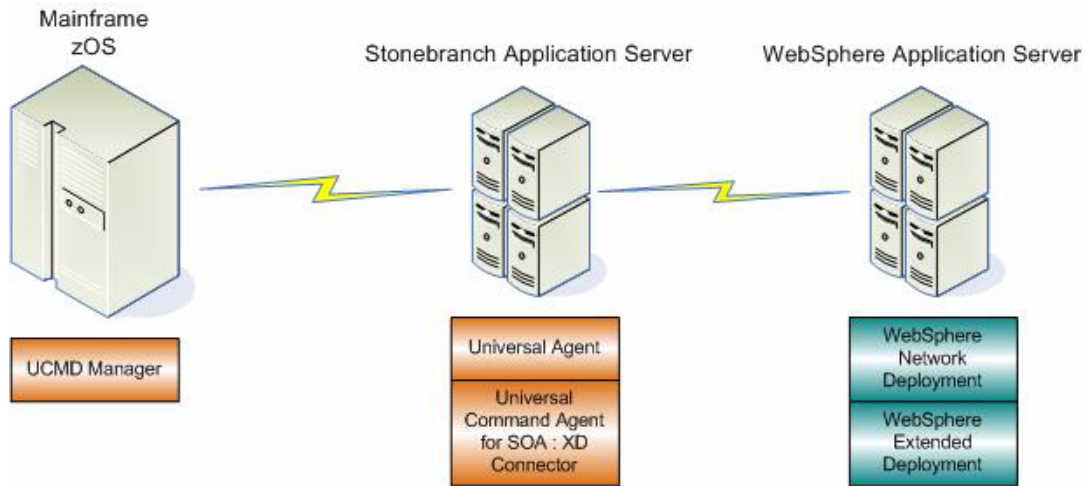 Mainframe
zOS
Stonebranch Application Server
WebSphere Application Server
UCMD Manager
Universal Agent
Universal
Command Agent
for SOA : XD
Connector
WebSphere
Network
Deployment
WebSphere
Extended
Deployment